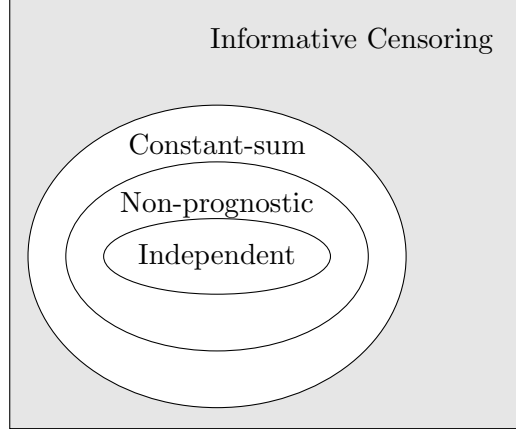 Informative Censoring
Constant-sum
Non-prognostic
Independent